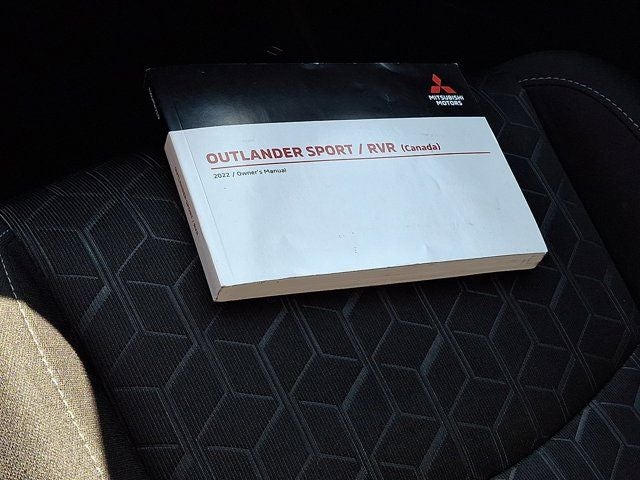 MITSUBISHI
MOTORS
OUTLANDER SPORT / RVR (Canada)
2022 / Owner's Manual